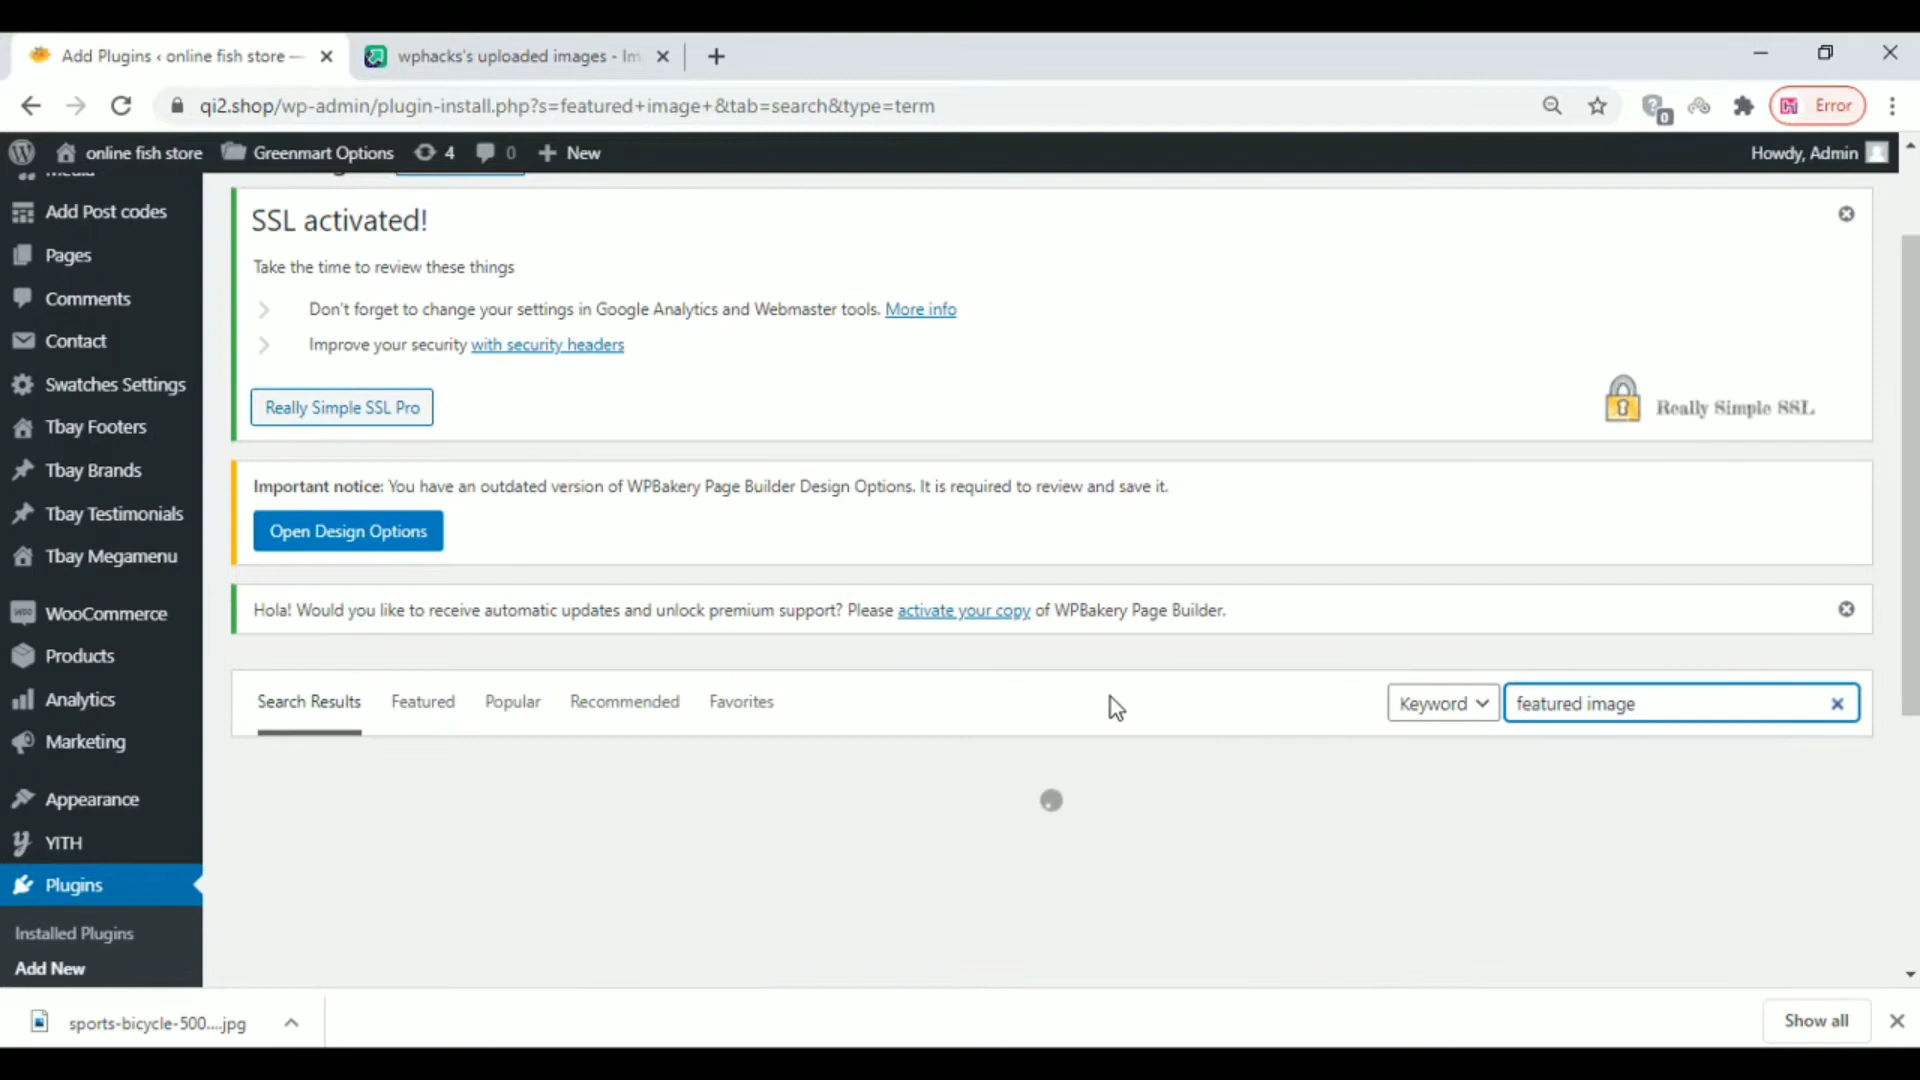 Add Plugins ‹ online fish store —
wphacks's uploaded images - Im
qi2.shop/wp-admin/plugin-install.php?s=featured+image+&tab=search&type=term
0
Error
online fish store
Greenmart Options
4
0
New
Howdy, Admin
Media
Add Post codes
Pages
Comments
Contact
Swatches Settings
Tbay Footers
Tbay Brands
Tbay Testimonials
Tbay Megamenu
WooCommerce
Products
Analytics
Marketing
Appearance
YITH
Plugins
Installed Plugins
Add New
SSL activated!
Take the time to review these things
Don't forget to change your settings in Google Analytics and Webmaster tools. More info
Improve your security with security headers
Really Simple SSL Pro
Really Simple SSL
Important notice: You have an outdated version of WPBakery Page Builder Design Options. It is required to review and save it.
Open Design Options
Hola! Would you like to receive automatic updates and unlock premium support? Please activate your copy of WPBakery Page Builder.
Search Results
Featured
Popular
Recommended
Favorites
Keyword
featured image
sports-bicycle-500....jpg
Show all